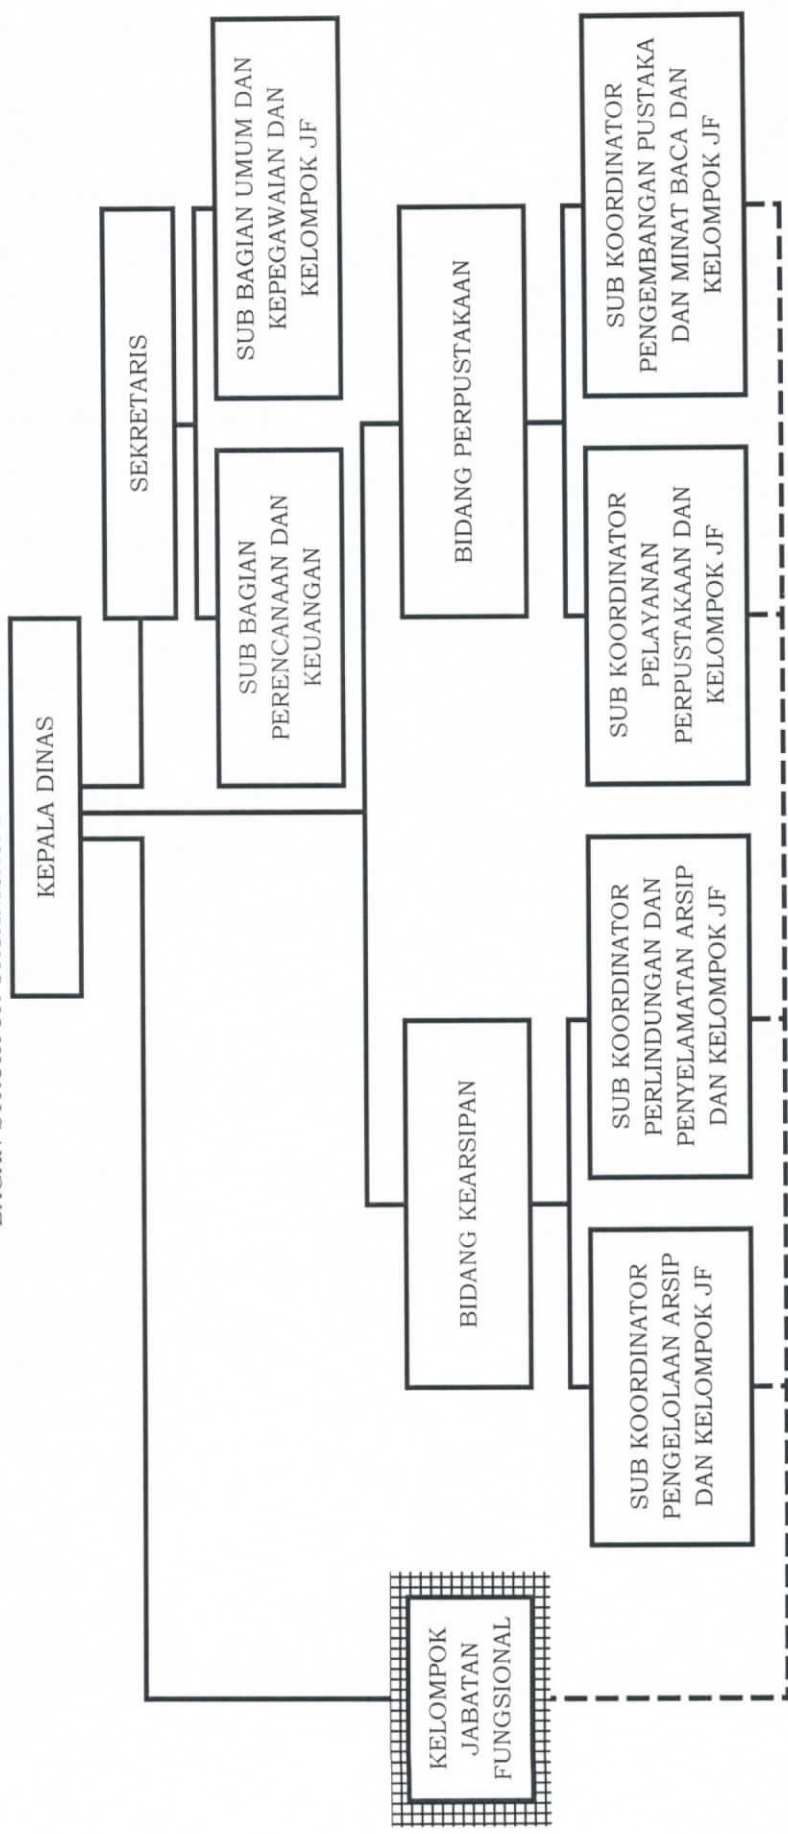 KEPALA DINAS
SEKRETARIS
SUB BAGIAN
PERENCANAAN DAN
KEUANGAN
SUB BAGIAN UMUM DAN
KEPEGAWAIAN DAN
KELOMPOK JF
KELOMPOK
JABATAN
FUNGSIONAL
BIDANG KEARSIPAN
BIDANG PERPUSTAKAAN
SUB KOORDINATOR
PENGELOLAAN ARSIP
DAN KELOMPOK JF
SUB KOORDINATOR
PERLINDUNGAN DAN
PENYELAMATAN ARSIP
DAN KELOMPOK JF
SUB KOORDINATOR
PELAYANAN
PERPUSTAKAAN DAN
KELOMPOK JF
SUB KOORDINATOR
PENGEMBANGAN PUSTAKA
DAN MINAT BACA DAN
KELOMPOK JF